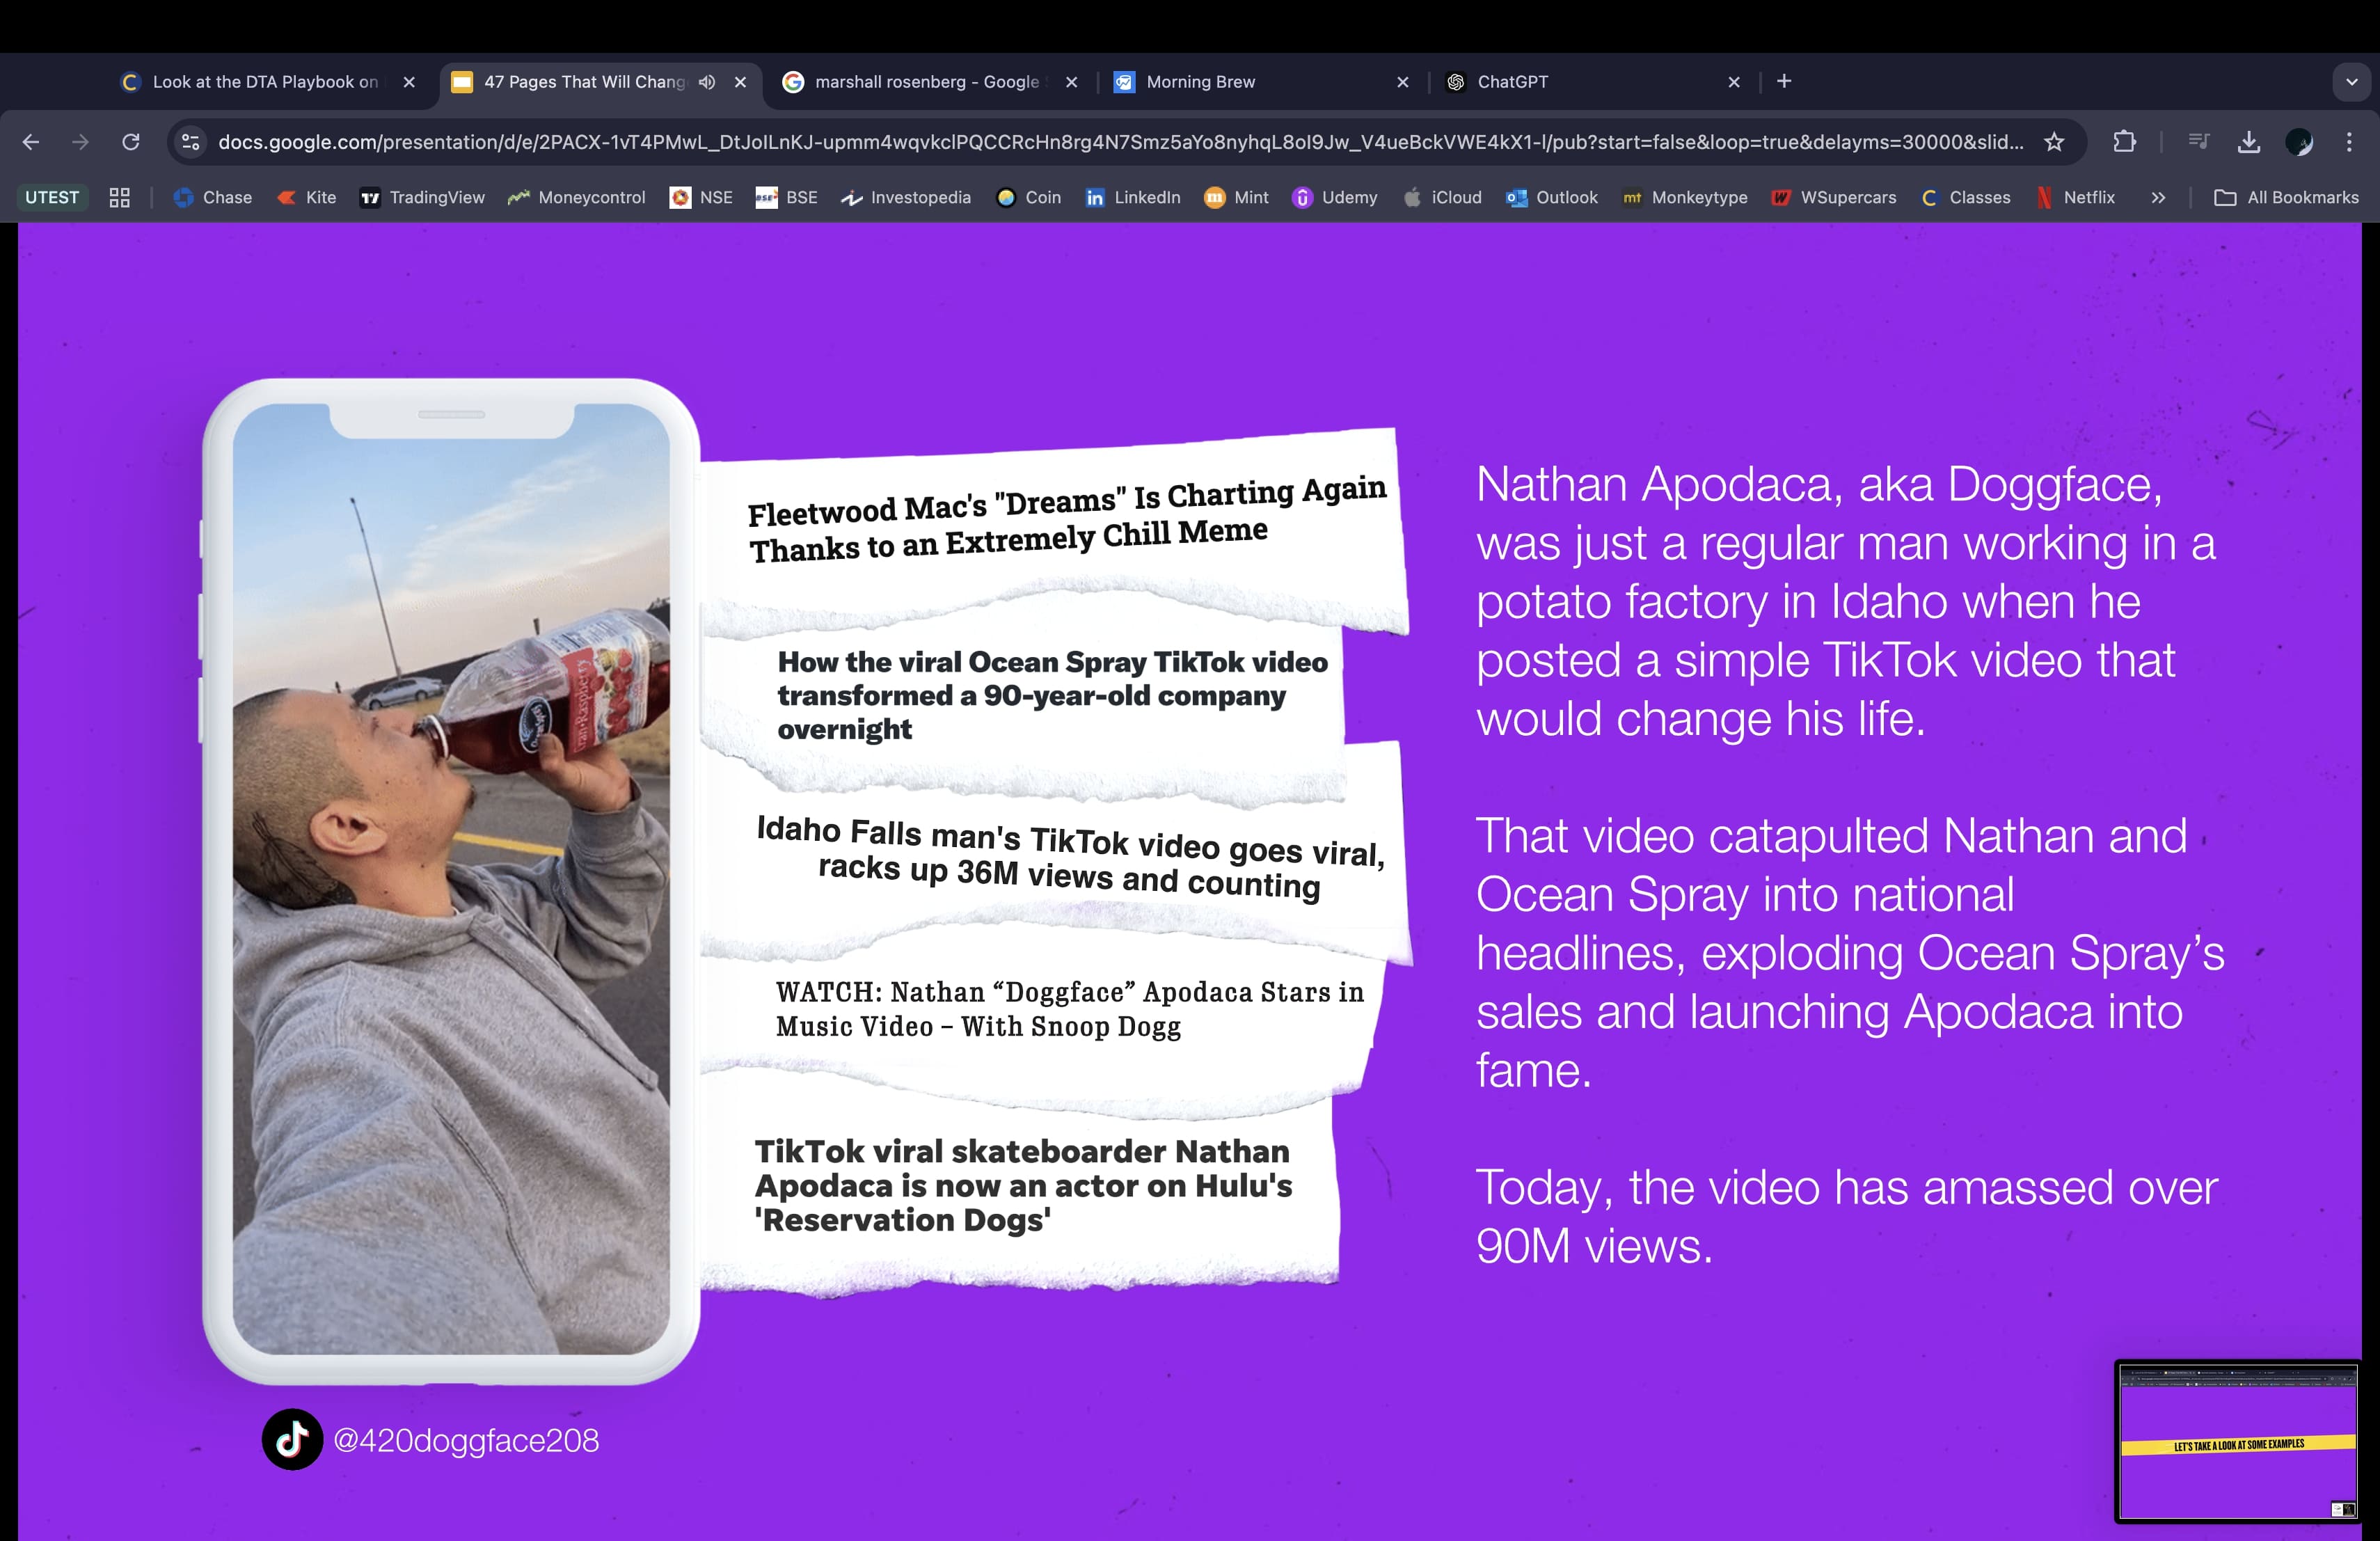 Look at the DTA Playbook on
47 Pages That Will Chang
marshall rosenberg - Google
Morning Brew
ChatGPT
docs.google.com/presentation/d/e/2PACX-1vT4PMwL_DtJoILnKJ-upmm4wqvkclPQCCRcHn8rg4N7Smz5aYo8nyhqL8oI9Jw_V4ueBckVWE4kX1-l/pub?start=false&loop=true&delayms=30000&slid...
UTEST
Chase
Kite
TradingView
Moneycontrol
NSE
BSE
Investopedia
Coin
LinkedIn
Mint
Udemy
iCloud
Outlook
mt Monkeytype
WSupercars
Classes
Netflix
All Bookmarks
Fleetwood Mac's "Dreams" Is Charting Again
Thanks to an Extremely Chill Meme
How the viral Ocean Spray TikTok video
transformed a 90-year-old company
overnight
Idaho Falls man's TikTok video goes viral,
racks up 36M views and counting
WATCH: Nathan “Doggface” Apodaca Stars in
Music Video – With Snoop Dogg
TikTok viral skateboarder Nathan
Apodaca is now an actor on Hulu's
'Reservation Dogs'
Cran•Raspberry
@420doggface208
Nathan Apodaca, aka Doggface,
was just a regular man working in a
potato factory in Idaho when he
posted a simple TikTok video that
would change his life.
That video catapulted Nathan and
Ocean Spray into national
headlines, exploding Ocean Spray’s
sales and launching Apodaca into
fame.
Today, the video has amassed over
90M views.
LET'S TAKE A LOOK AT SOME EXAMPLES